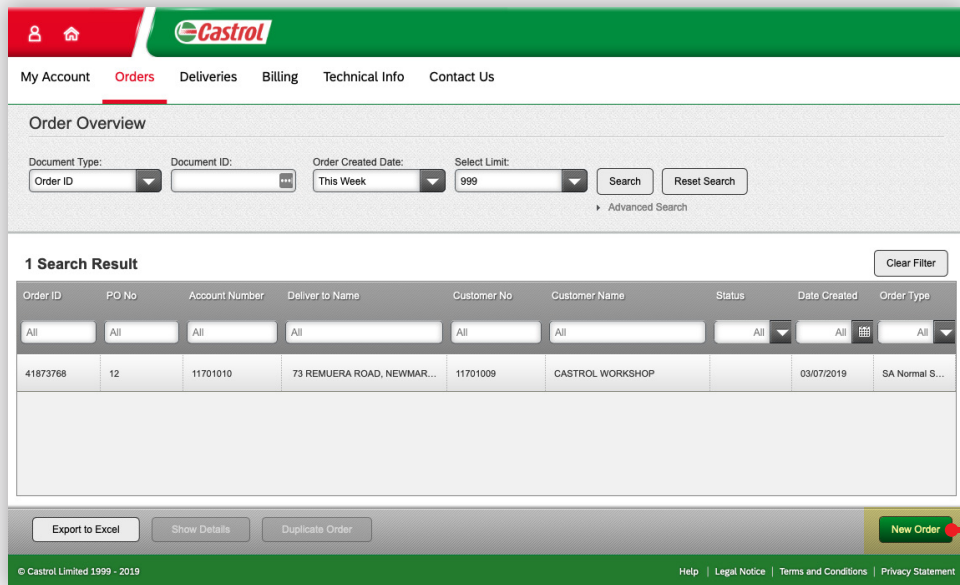 Castrol
My Account Orders Deliveries Billing Technical Info Contact Us
Order Overview
Document Type: Document ID: Order Created Date: Select Limit:
Order ID This Week 999 Search Reset Search
Advanced Search
1 Search Result Clear Filter
Order ID PO No Account Number Deliver to Name Customer No Customer Name Status Date Created Order Type
All All All All All All All All All
41873768 12 11701010 73 REMUERA ROAD, NEWMAR... 11701009 CASTROL WORKSHOP 03/07/2019 SA Normal S...
Export to Excel Show Details Duplicate Order New Order
© Castrol Limited 1999 - 2019 Help | Legal Notice | Terms and Conditions | Privacy Statement